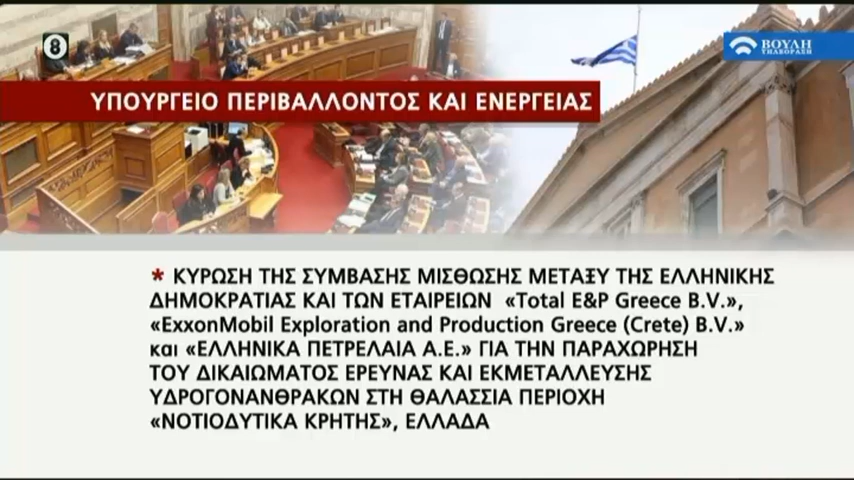 8
ΒΟΥΛΗ
ΤΗΛΕΟΡΑΣΗ
ΥΠΟΥΡΓΕΙΟ ΠΕΡΙΒΑΛΛΟΝΤΟΣ ΚΑΙ ΕΝΕΡΓΕΙΑΣ
* ΚΥΡΩΣΗ ΤΗΣ ΣΥΜΒΑΣΗΣ ΜΙΣΘΩΣΗΣ ΜΕΤΑΞΥ ΤΗΣ ΕΛΛΗΝΙΚΗΣ
ΔΗΜΟΚΡΑΤΙΑΣ ΚΑΙ ΤΩΝ ΕΤΑΙΡΕΙΩΝ «Total E&P Greece B.V.»,
«ExxonMobil Exploration and Production Greece (Crete) B.V.»
και «ΕΛΛΗΝΙΚΑ ΠΕΤΡΕΛΑΙΑ Α.Ε.» ΓΙΑ ΤΗΝ ΠΑΡΑΧΩΡΗΣΗ
ΤΟΥ ΔΙΚΑΙΩΜΑΤΟΣ ΕΡΕΥΝΑΣ ΚΑΙ ΕΚΜΕΤΑΛΛΕΥΣΗΣ
ΥΔΡΟΓΟΝΑΝΘΡΑΚΩΝ ΣΤΗ ΘΑΛΑΣΣΙΑ ΠΕΡΙΟΧΗ
«ΝΟΤΙΟΔΥΤΙΚΑ ΚΡΗΤΗΣ», ΕΛΛΑΔΑ